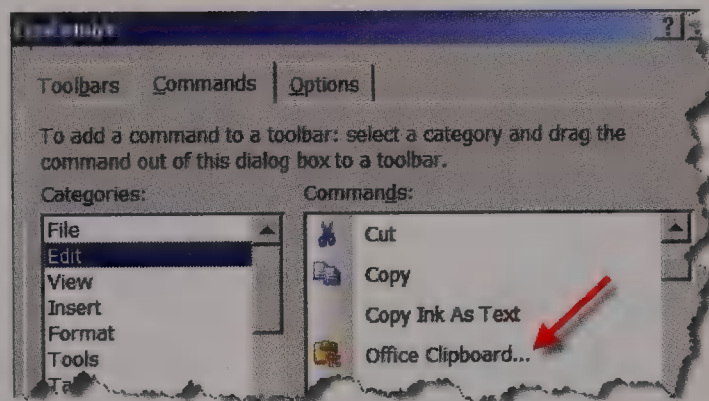 ?
Toolbars Commands Options
To add a command to a toolbar: select a category and drag the
command out of this dialog box to a toolbar.
Categories: Commands:
File Cut
Edit Copy
View Copy Ink As Text
Insert Office Clipboard...
Format
Tools